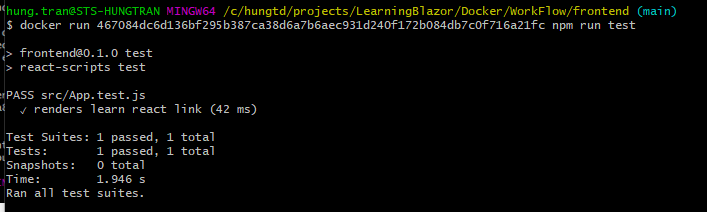 hung.tran@STS-HUNGTRAN MINGW64 /c/hungtd/projects/LearningBlazor/Docker/WorkFlow/frontend (main)
$ docker run 467084dc6d136bf295b387ca38d6a7b6aec931d240f172b084db7c0f716a21fc npm run test

> frontend@0.1.0 test
> react-scripts test

PASS src/App.test.js
  √ renders learn react link (42 ms)

Test Suites: 1 passed, 1 total
Tests:       1 passed, 1 total
Snapshots:   0 total
Time:        1.946 s
Ran all test suites.